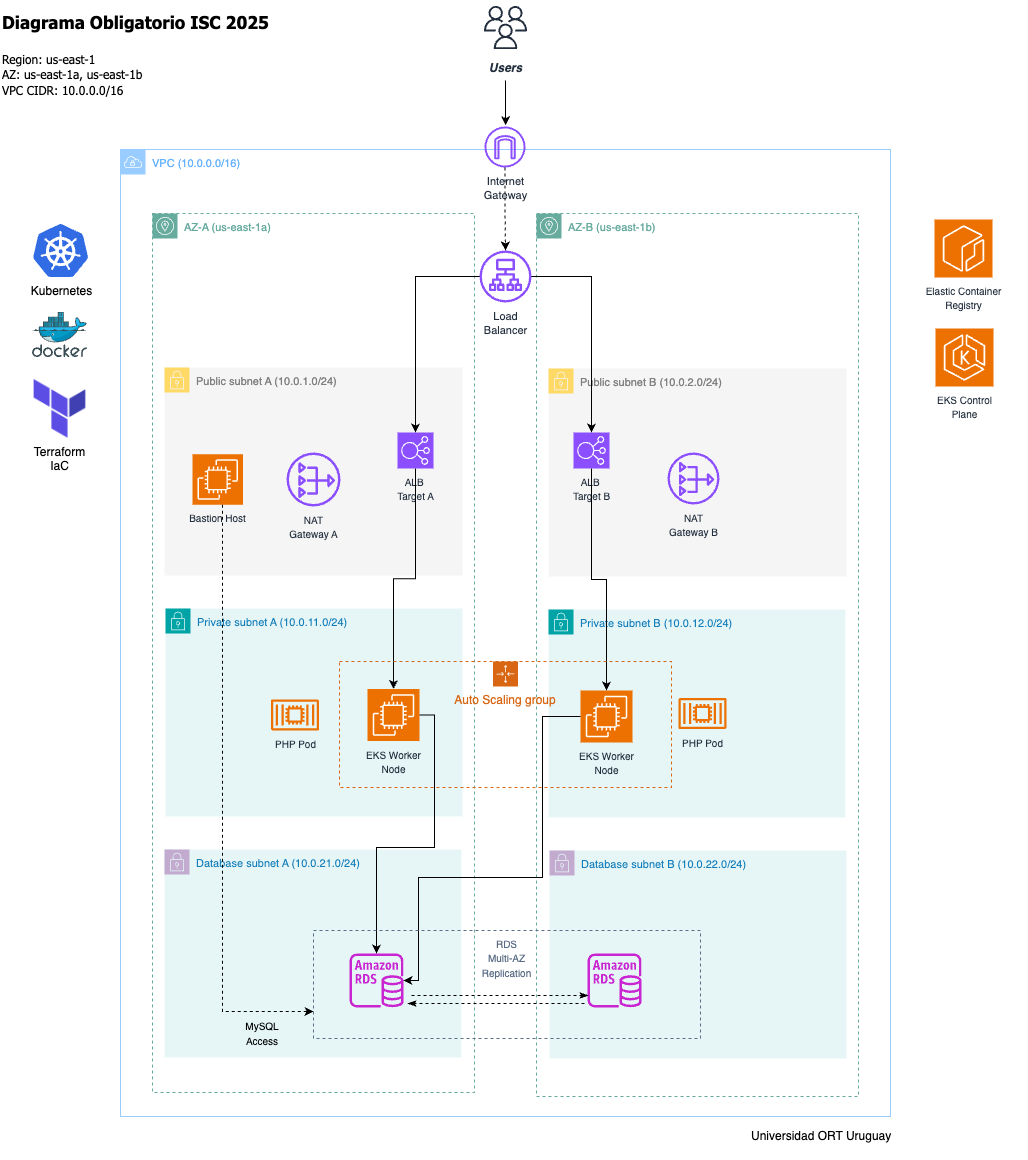 Diagrama Obligatorio ISC 2025
Region: us-east-1
AZ: us-east-1a, us-east-1b
VPC CIDR: 10.0.0.0/16
Users
VPC (10.0.0.0/16)
Internet
Gateway
AZ-A (us-east-1a)
AZ-B (us-east-1b)
Kubernetes
docker
Terraform
IaC
Elastic Container
Registry
EKS Control
Plane
Load
Balancer
Public subnet A (10.0.1.0/24)
Public subnet B (10.0.2.0/24)
Bastion Host
NAT
Gateway A
ALB
Target A
ALB
Target B
NAT
Gateway B
Private subnet A (10.0.11.0/24)
Private subnet B (10.0.12.0/24)
Auto Scaling group
PHP Pod
EKS Worker
Node
EKS Worker
Node
PHP Pod
Database subnet A (10.0.21.0/24)
Database subnet B (10.0.22.0/24)
RDS
Multi-AZ
Replication
Amazon
RDS
Amazon
RDS
MySQL
Access
Universidad ORT Uruguay